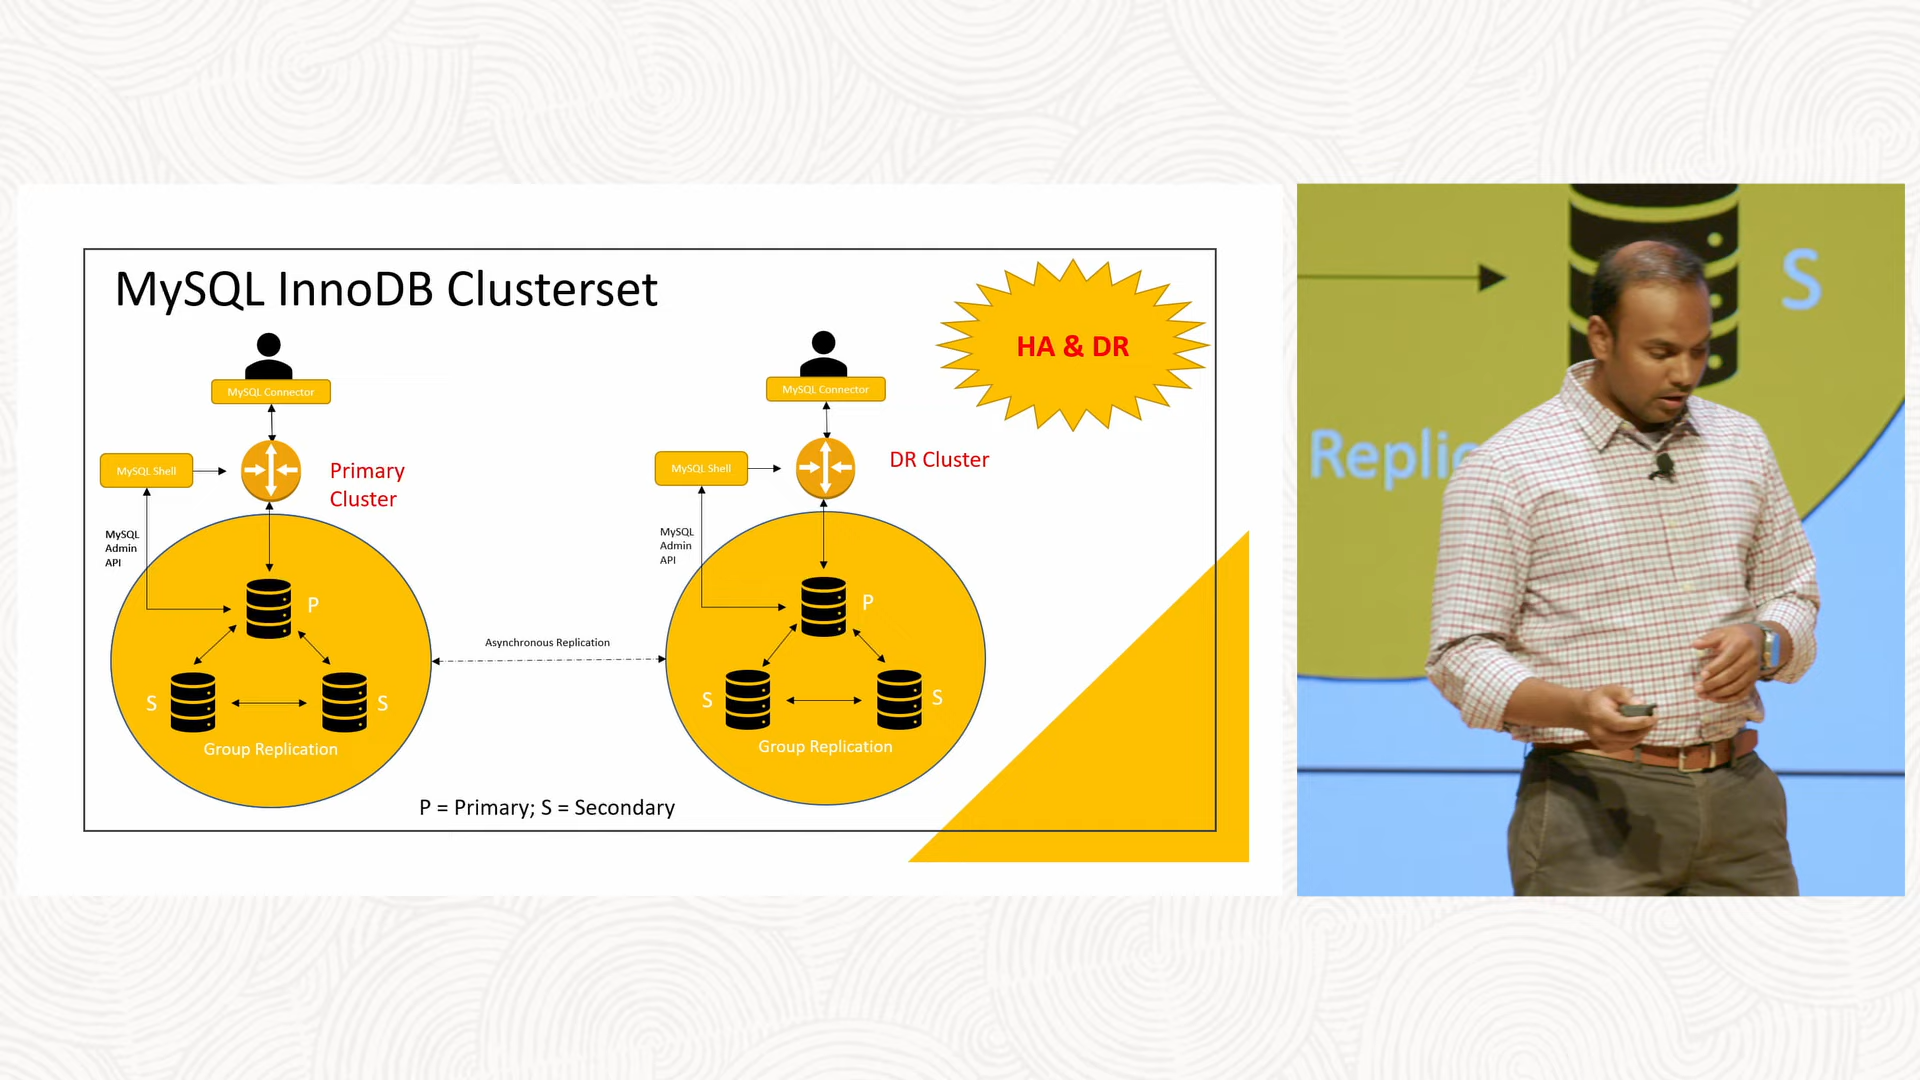 MySQL InnoDB Clusterset
HA & DR
MySQL Connector
MySQL Shell
Primary
Cluster
MySQL
Admin
API
P
S
S
Group Replication
Asynchronous Replication
MySQL Connector
MySQL Shell
DR Cluster
MySQL
Admin
API
P
S
S
Group Replication
P = Primary; S = Secondary
S
Replic